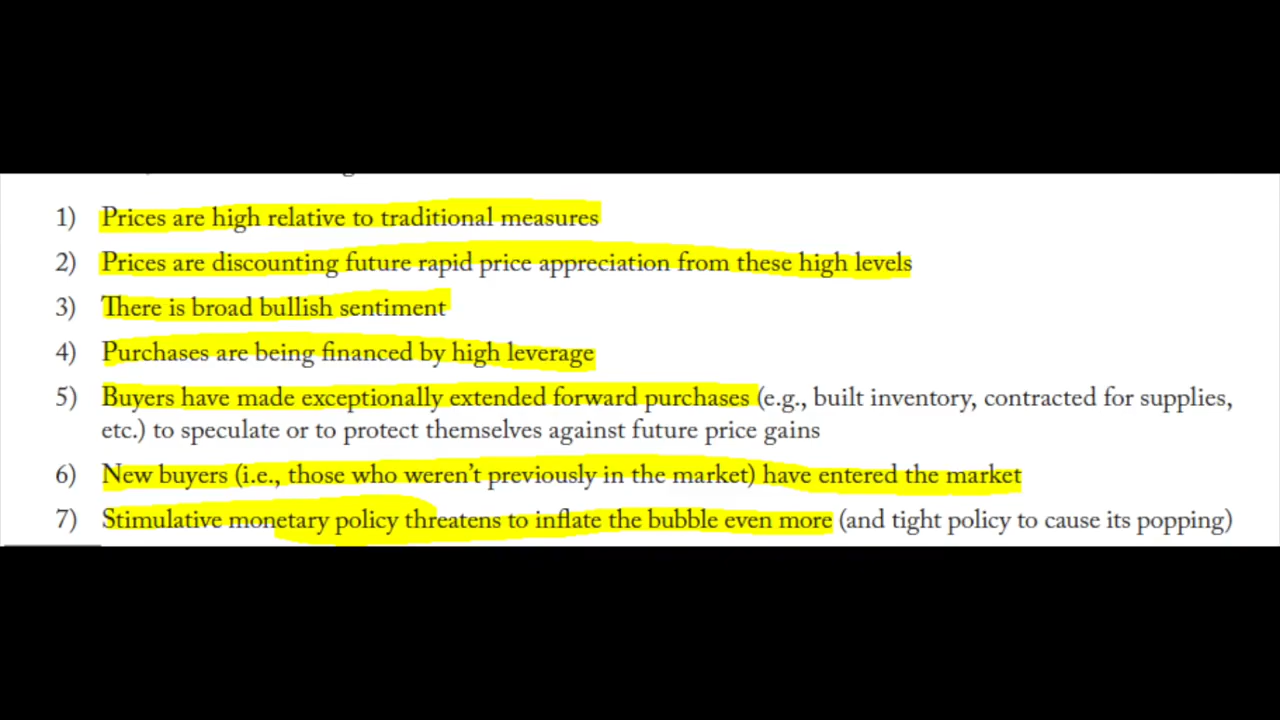 1) Prices are high relative to traditional measures
2) Prices are discounting future rapid price appreciation from these high levels
3) There is broad bullish sentiment
4) Purchases are being financed by high leverage
5) Buyers have made exceptionally extended forward purchases (e.g., built inventory, contracted for supplies,
etc.) to speculate or to protect themselves against future price gains
6) New buyers (i.e., those who weren’t previously in the market) have entered the market
7) Stimulative monetary policy threatens to inflate the bubble even more (and tight policy to cause its popping)